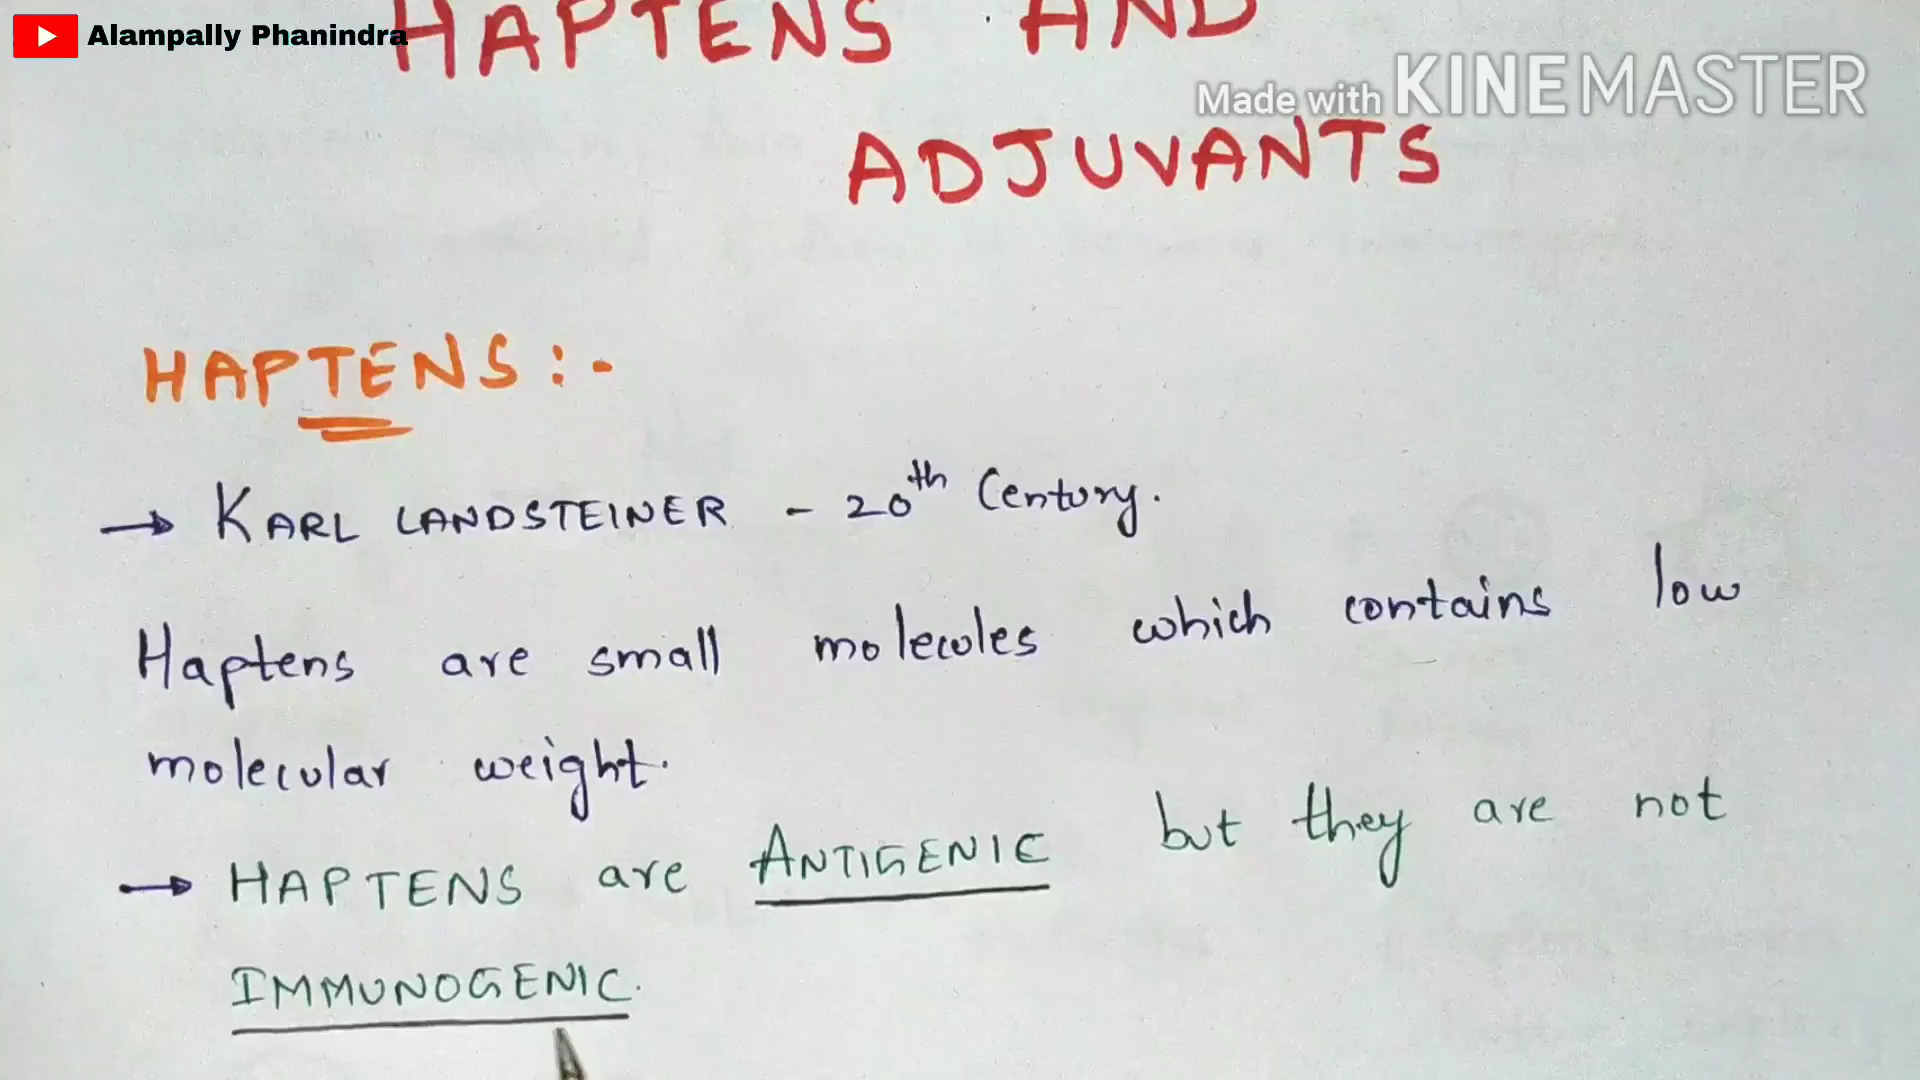 Alampally Phanindra
HAPTENS AND
Made with KINEMASTER
ADJUVANTS
HAPTENS :-
→ KARL LANDSTEINER - 20th Century.
Haptens are small molecules which contains low
molecular weight.
→ HAPTENS are ANTIGENIC but they are not
IMMUNOGENIC.